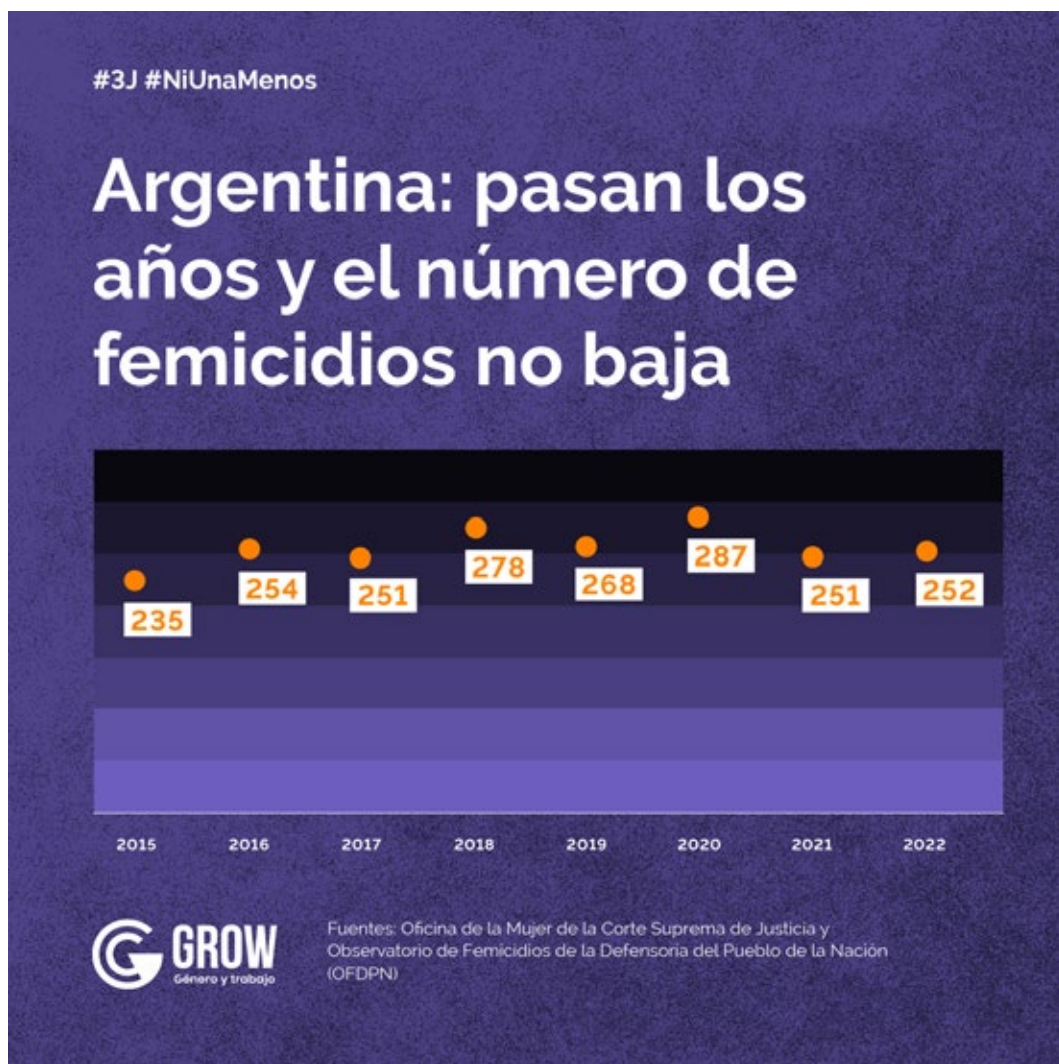 #3J #NiUnaMenos
Argentina: pasan los
años y el número de
femicidios no baja
235
254
251
278
268
287
251
252
2015
2016
2017
2018
2019
2020
2021
2022
GROW
Género y trabajo
Fuentes: Oficina de la Mujer de la Corte Suprema de Justicia y
Observatorio de Femicidios de la Defensoría del Pueblo de la Nación
(OFDPN)